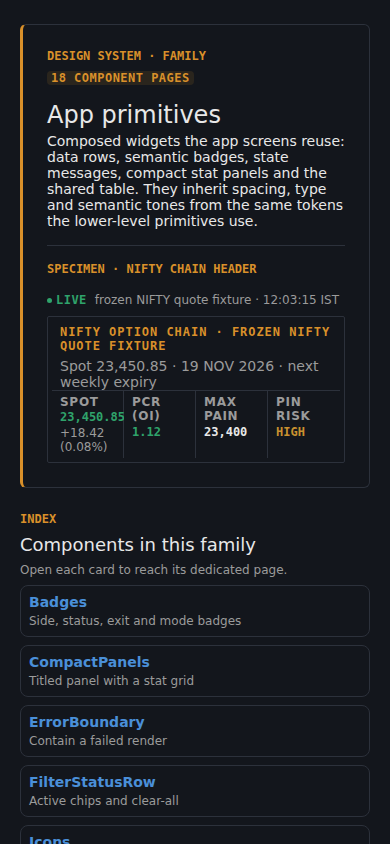 DESIGN SYSTEM · FAMILY
18 COMPONENT PAGES
App primitives
Composed widgets the app screens reuse:
data rows, semantic badges, state
messages, compact stat panels and the
shared table. They inherit spacing, type
and semantic tones from the same tokens
the lower-level primitives use.
SPECIMEN · NIFTY CHAIN HEADER
LIVE frozen NIFTY quote fixture · 12:03:15 IST
NIFTY OPTION CHAIN · FROZEN NIFTY
QUOTE FIXTURE
Spot 23,450.85 · 19 NOV 2026 · next
weekly expiry
SPOT
23,450.85
+18.42
(0.08%)
PCR
(OI)
1.12
MAX
PAIN
23,400
PIN
RISK
HIGH
INDEX
Components in this family
Open each card to reach its dedicated page.
Badges
Side, status, exit and mode badges
CompactPanels
Titled panel with a stat grid
ErrorBoundary
Contain a failed render
FilterStatusRow
Active chips and clear-all
Icons